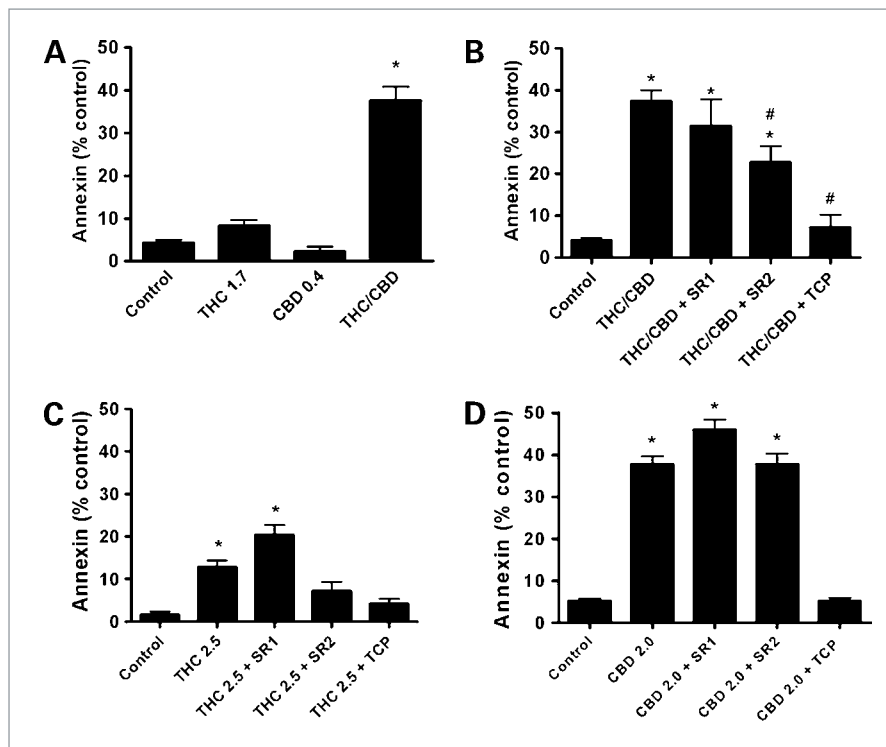 A
Annexin (% control)
50
40
30
20
10
0
*
Control
THC 1.7
CBD 0.4
THC/CBD
B
Annexin (% control)
50
40
30
20
10
0
*
*
#
*
#
Control
THC/CBD
THC/CBD + SR1
THC/CBD + SR2
THC/CBD + TCP
C
Annexin (% control)
50
40
30
20
10
0
*
*
Control
THC 2.5
THC 2.5 + SR1
THC 2.5 + SR2
THC 2.5 + TCP
D
Annexin (% control)
50
40
30
20
10
0
*
*
*
Control
CBD 2.0
CBD 2.0 + SR1
CBD 2.0 + SR2
CBD 2.0 + TCP